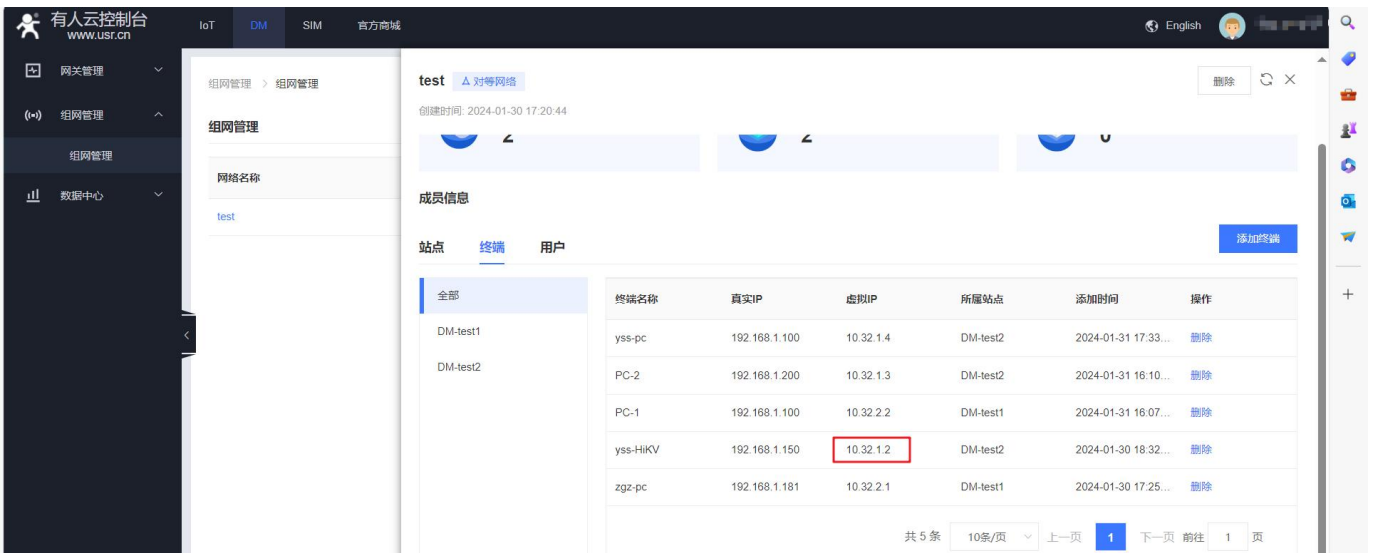 有人云控制台
www.usr.cn
IoT DM SIM 官方商城
English
网关管理
组网管理
组网管理
数据中心
组网管理 > 组网管理
组网管理
网络名称
test
test 对等网络
删除
创建时间: 2024-01-30 17:20:44
2 2 0
成员信息
站点 终端 用户
添加终端
全部
DM-test1
DM-test2
终端名称 真实IP 虚拟IP 所属站点 添加时间 操作
yss-pc 192.168.1.100 10.32.1.4 DM-test2 2024-01-31 17:33... 删除
PC-2 192.168.1.200 10.32.1.3 DM-test2 2024-01-31 16:10... 删除
PC-1 192.168.1.100 10.32.2.2 DM-test1 2024-01-31 16:07... 删除
yss-HiKV 192.168.1.150 10.32.1.2 DM-test2 2024-01-30 18:32... 删除
zgz-pc 192.168.1.181 10.32.2.1 DM-test1 2024-01-30 17:25... 删除
共 5 条 10条/页 上一页 1 下一页 前往 1 页